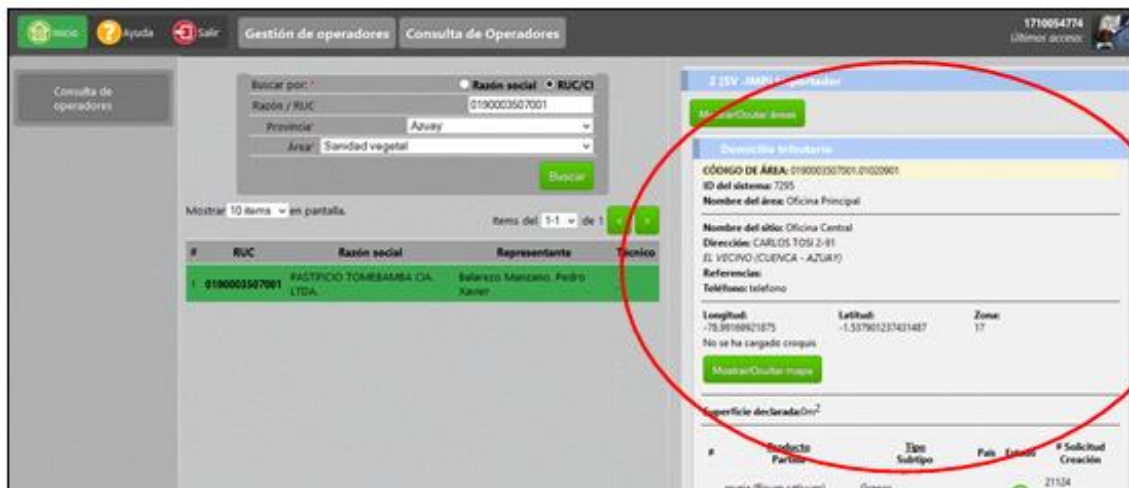 Inicio
Ayuda
Salir
Gestión de operadores
Consulta de Operadores
1710054774
Último acceso:
Consulta de
operadores
Buscar por: *
Razón social
RUC/CI
Razón / RUC
0190003507001
Provincia
Azuay
Área
Sanidad vegetal
Buscar
Mostrar 10 items en pantalla.
Items del 1-1 de 1
# RUC Razón social Representante Técnico
1 0190003507001 PASTIFICIO TOMEBAMBA CIA. LTDA. Balarezo Manzano, Pedro Xavier
2 (SV -IMP) Importador
Mostrar/Ocultar áreas
Domicilio tributario
CÓDIGO DE ÁREA: 0190003507001.01020901
ID del sistema: 7295
Nombre del área: Oficina Principal
Nombre del sitio: Oficina Central
Dirección: CARLOS TOSI 2-91
EL VECINO (CUENCA - AZUAY)
Referencias:
Teléfono: telefono
Longitud: Latitud: Zona:
-78.99169921875 -1.537901237431487 17
No se ha cargado croquis
Mostrar/Ocultar mapa
Superficie declarada:0m2
# Producto Tipo País Estado # Solicitud
Partida Subtipo Creación
21124